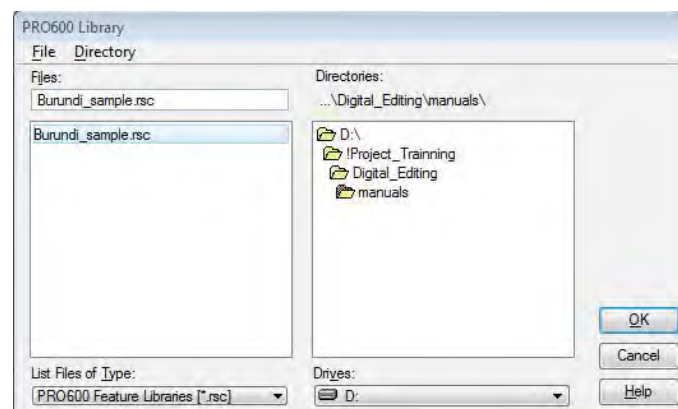 PRO600 Library
File Directory
Files:
Burundi_sample.rsc
Burundi_sample.rsc
Directories:
...\Digital_Editing\manuals\
D:\
!Project_Trainning
Digital_Editing
manuals
List Files of Type:
PRO600 Feature Libraries [*.rsc]
Drives:
D:
OK
Cancel
Help